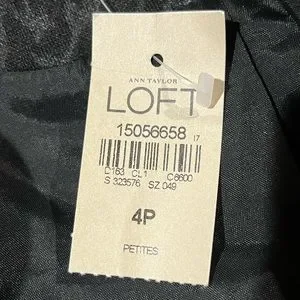 ANN TAYLOR
LOFT
15056658 17
D163 CL1 C6600
S 323576 SZ 049
4P
PETITES